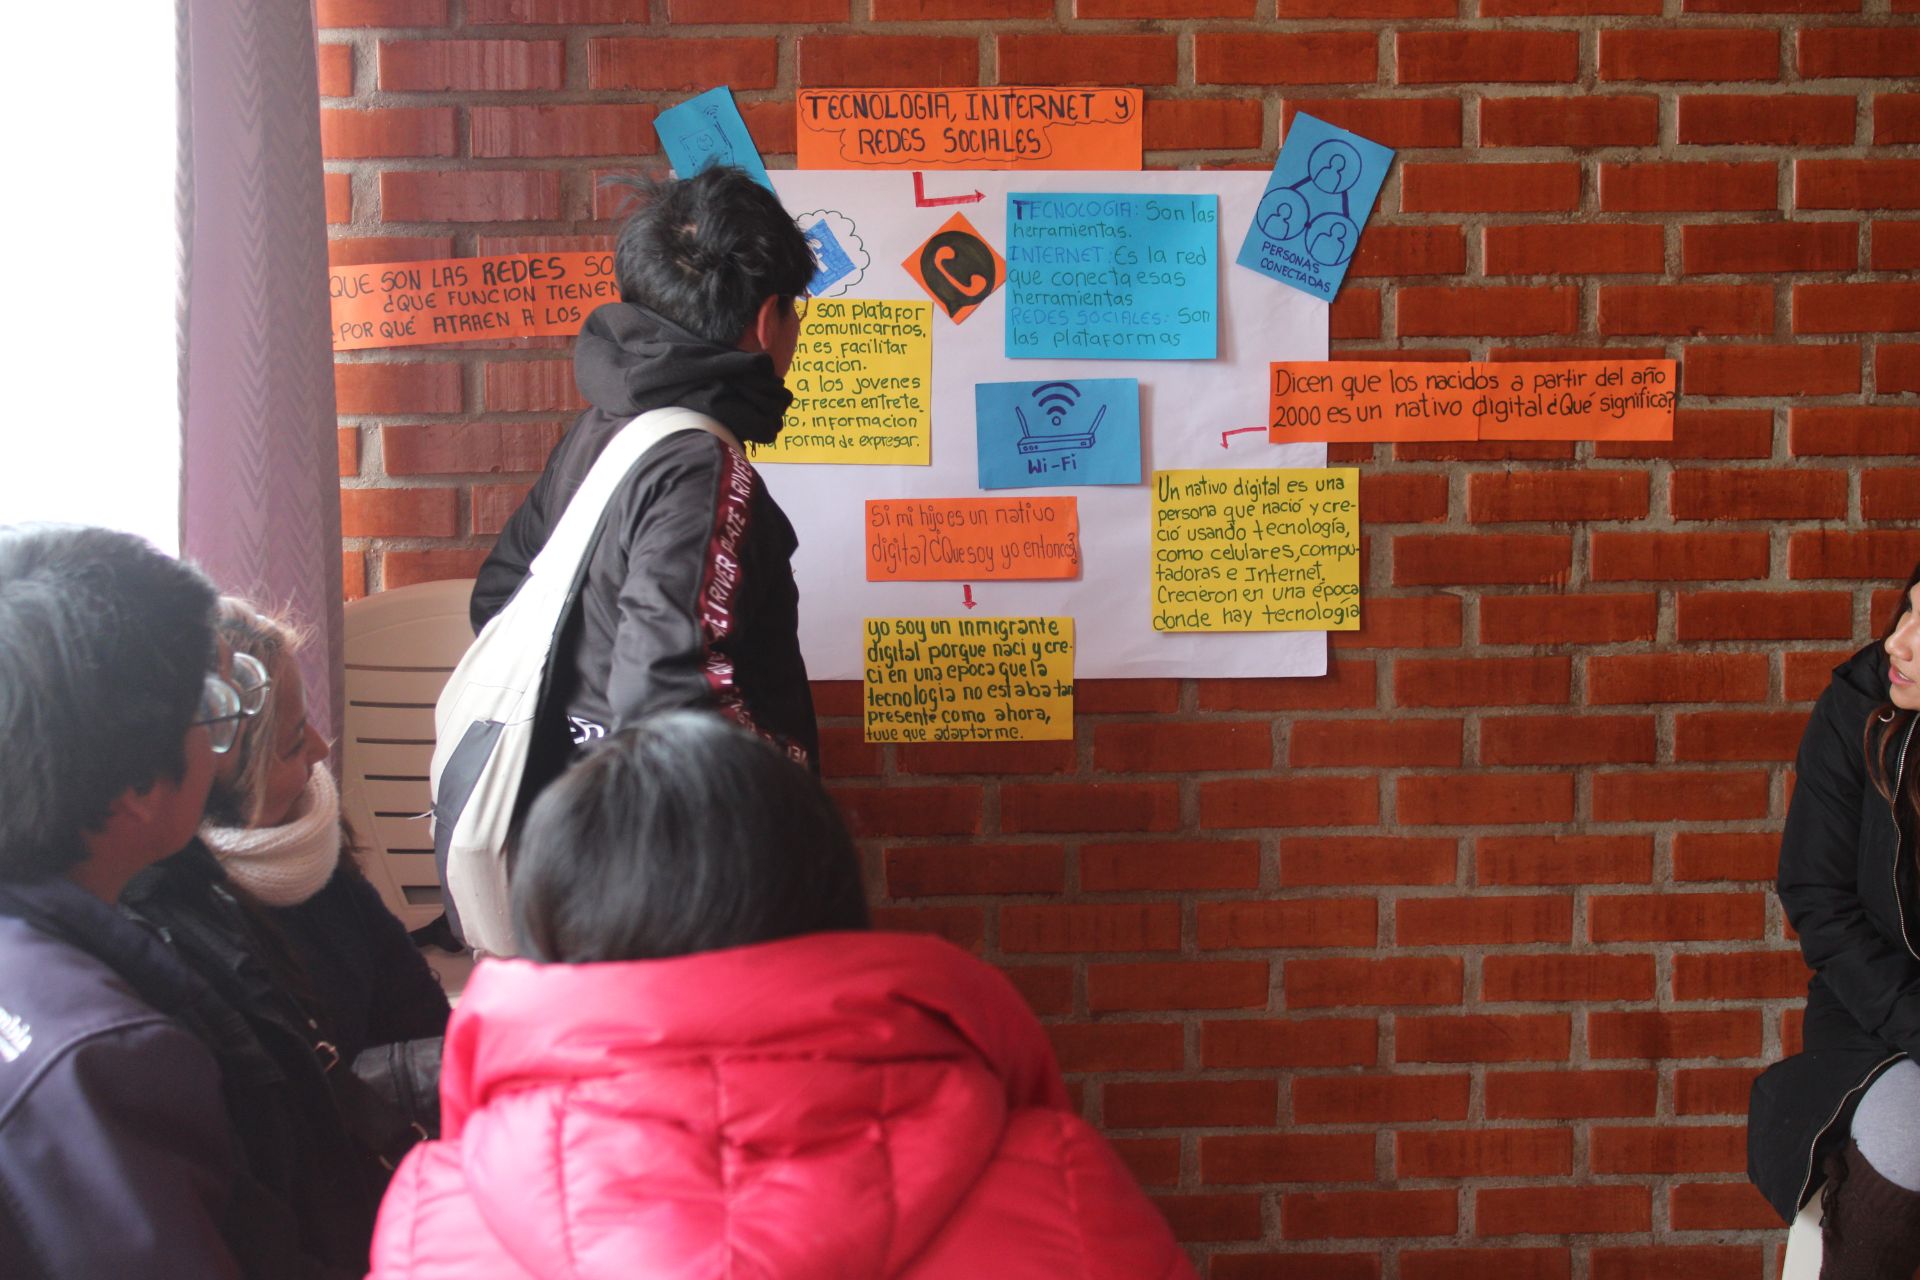 TECNOLOGIA, INTERNET Y
REDES SOCIALES
QUE SON LAS REDES SO
¿QUÉ FUNCION TIENEN
¿POR QUÉ ATRAEN A LOS
son platafor
comunicarnos,
n es facilitar
nicacion.
a los jovenes
ofrecen entrete.
to, informacion
forma de expresar.
TECNOLOGIA: Son las
herramientas.
INTERNET: Es la red
que conecta esas
herramientas
REDES SOCIALES: Son
las plataformas
PERSONAS
CONECTADAS
Wi-Fi
Dicen que los nacidos a partir del año
2000 es un nativo digital ¿Qué significa?
Un nativo digital es una
persona que nació y cre-
ció usando tecnología,
como celulares, compu-
tadoras e Internet.
Crecieron en una época
donde hay tecnología
Si mi hijo es un nativo
digital ¿Que soy yo entonces?
yo soy un inmigrante
digital porque naci y cre-
ci en una epoca que la
tecnologia no estaba tan
presente como ahora,
tuve que adaptarme.
RIVER PLATE